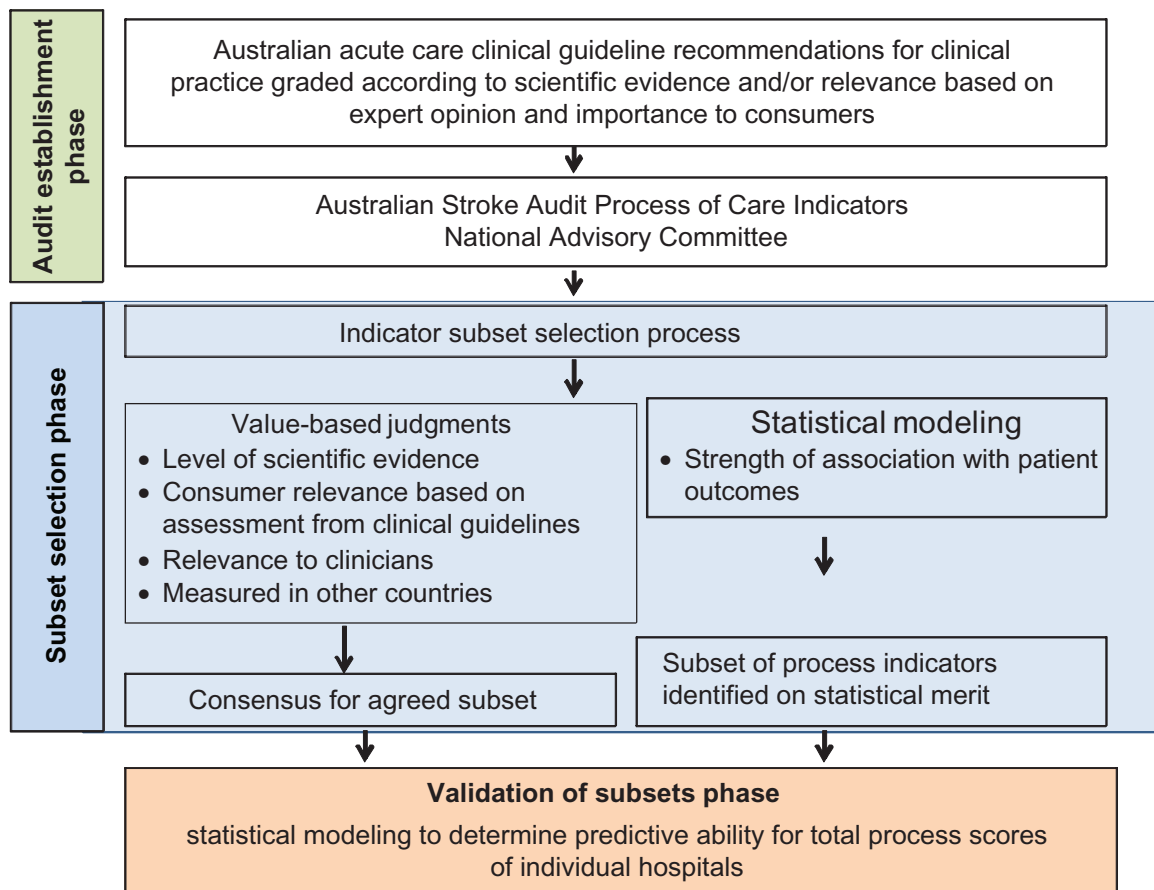 Audit establishment
phase
Australian acute care clinical guideline recommendations for clinical
practice graded according to scientific evidence and/or relevance based on
expert opinion and importance to consumers
Australian Stroke Audit Process of Care Indicators
National Advisory Committee
Subset selection phase
Indicator subset selection process
Value-based judgments
• Level of scientific evidence
• Consumer relevance based on
assessment from clinical guidelines
• Relevance to clinicians
• Measured in other countries
Statistical modeling
• Strength of association with patient
outcomes
Consensus for agreed subset
Subset of process indicators
identified on statistical merit
Validation of subsets phase
statistical modeling to determine predictive ability for total process scores
of individual hospitals